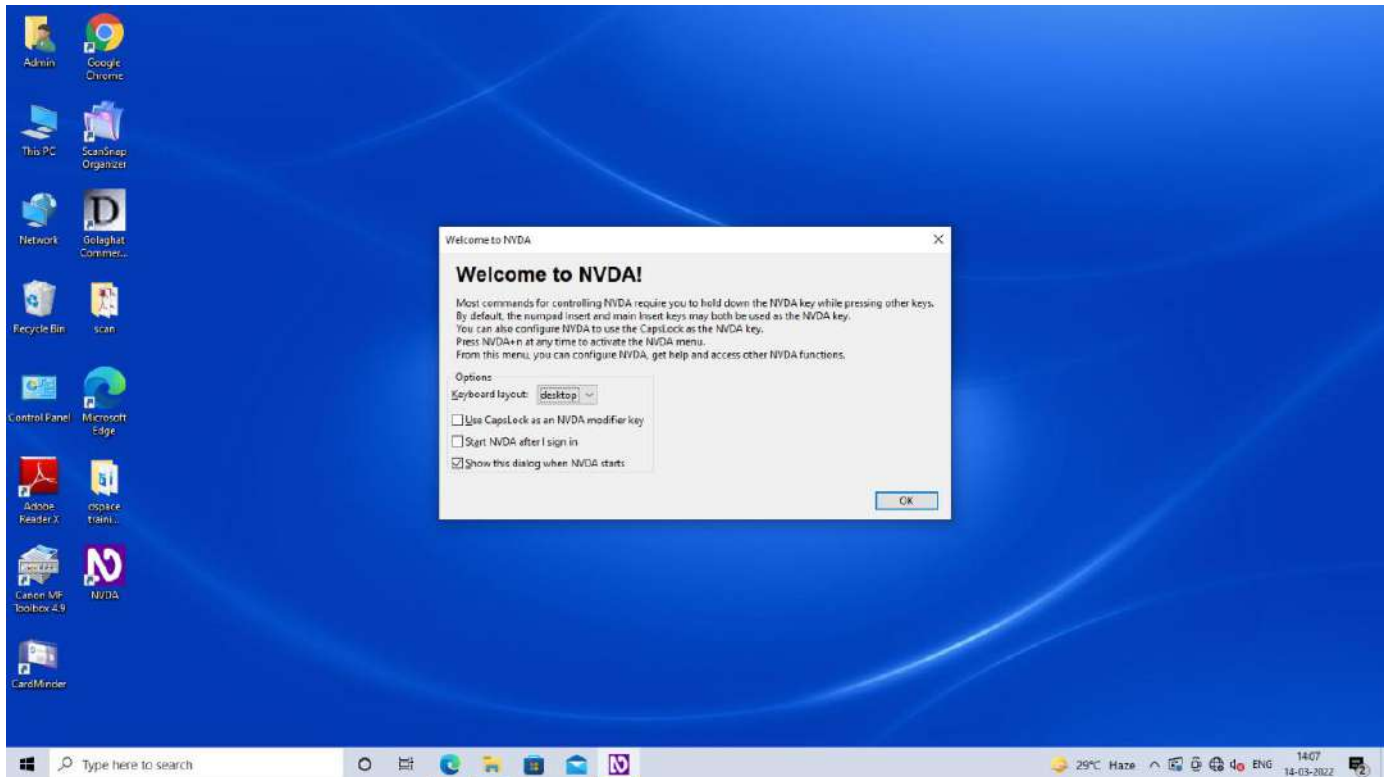 Admin
Google
Chrome
This PC
ScanSnap
Organizer
Network
Golaghat
Commer...
Recycle Bin
scan
Control Panel
Microsoft
Edge
Adobe
Reader X
dspace
traini...
Canon MF
Toolbox 4.9
NVDA
CardMinder
Welcome to NVDA
Welcome to NVDA!
Most commands for controlling NVDA require you to hold down the NVDA key while pressing other keys.
By default, the numpad Insert and main Insert keys may both be used as the NVDA key.
You can also configure NVDA to use the CapsLock as the NVDA key.
Press NVDA+n at any time to activate the NVDA menu.
From this menu, you can configure NVDA, get help and access other NVDA functions.
Options
Keyboard layout: desktop
Use CapsLock as an NVDA modifier key
Start NVDA after I sign in
Show this dialog when NVDA starts
OK
Type here to search
29°C Haze
ENG
14:07
14-03-2022
2